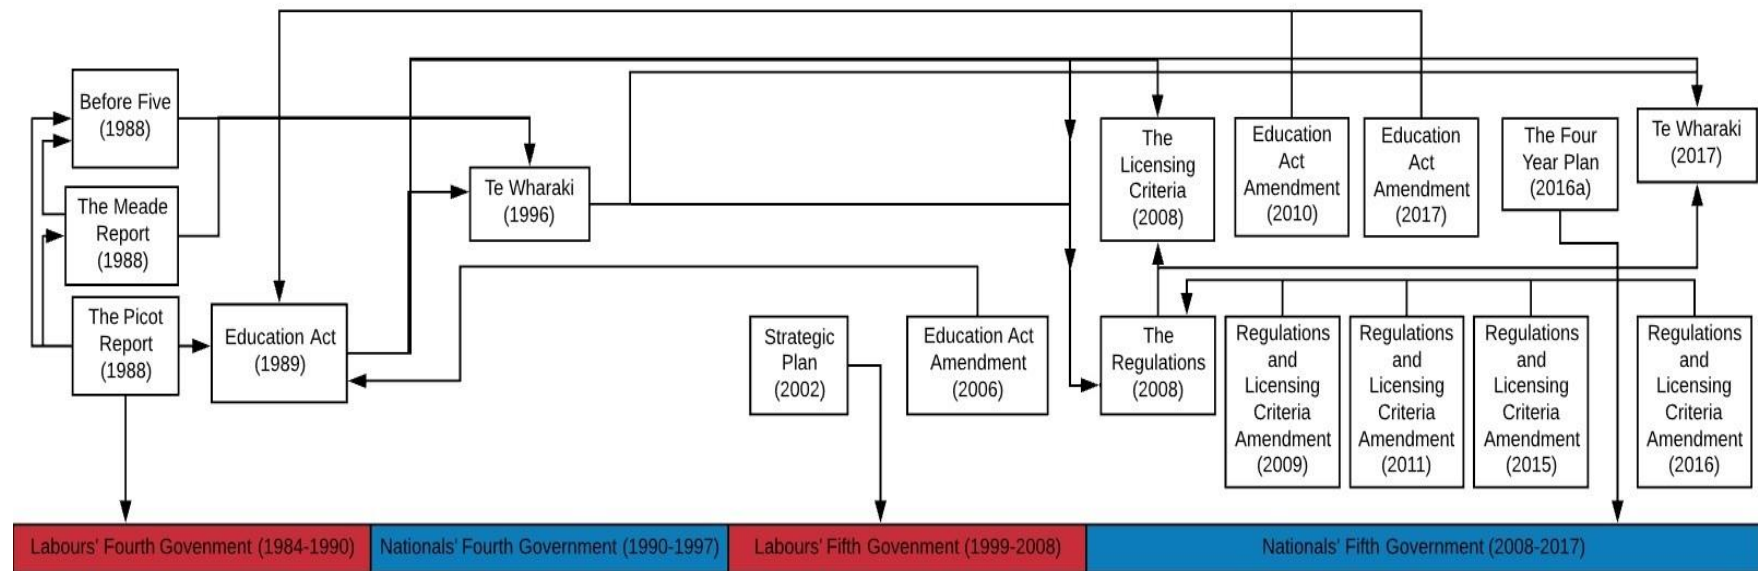 Before Five
(1988)
The Meade
Report
(1988)
The Picot
Report
(1988)
Education Act
(1989)
Te Wharaki
(1996)
Strategic
Plan
(2002)
Education Act
Amendment
(2006)
The
Licensing
Criteria
(2008)
The
Regulations
(2008)
Education
Act
Amendment
(2010)
Education
Act
Amendment
(2017)
The Four
Year Plan
(2016a)
Te Wharaki
(2017)
Regulations
and
Licensing
Criteria
Amendment
(2009)
Regulations
and
Licensing
Criteria
Amendment
(2011)
Regulations
and
Licensing
Criteria
Amendment
(2015)
Regulations
and
Licensing
Criteria
Amendment
(2016)
Labours' Fourth Govenment (1984-1990)
Nationals' Fourth Government (1990-1997)
Labours' Fifth Government (1999-2008)
Nationals' Fifth Government (2008-2017)